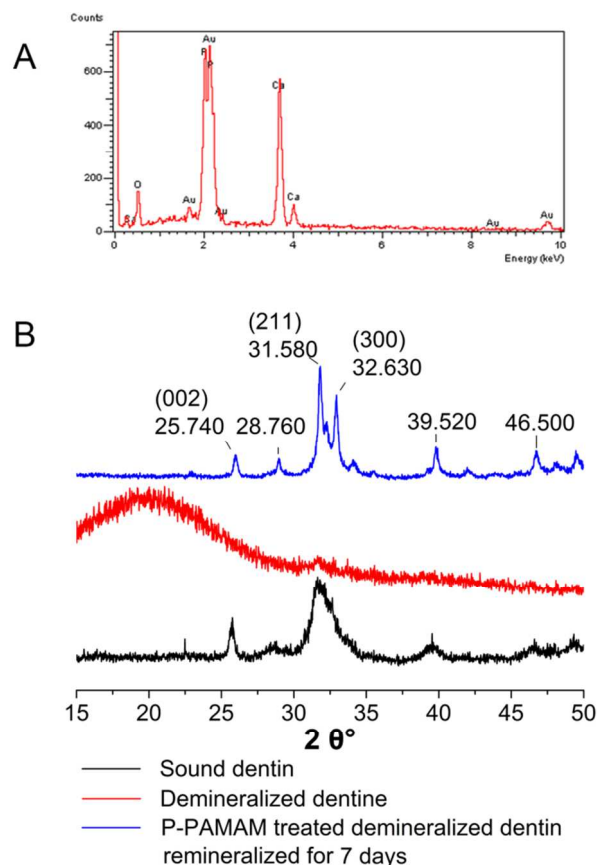 Counts
A
Au
P
P
600
400
Ca
200
O
Au
Au
Ca
Au
Au
0
0 2 4 6 8 10
Energy (keV)
B
(211)
31.580
(300)
32.630
(002)
25.740
28.760
39.520
46.500
15 20 25 30 35 40 45 50
2 θ°
Sound dentin
Demineralized dentine
P-PAMAM treated demineralized dentin
remineralized for 7 days